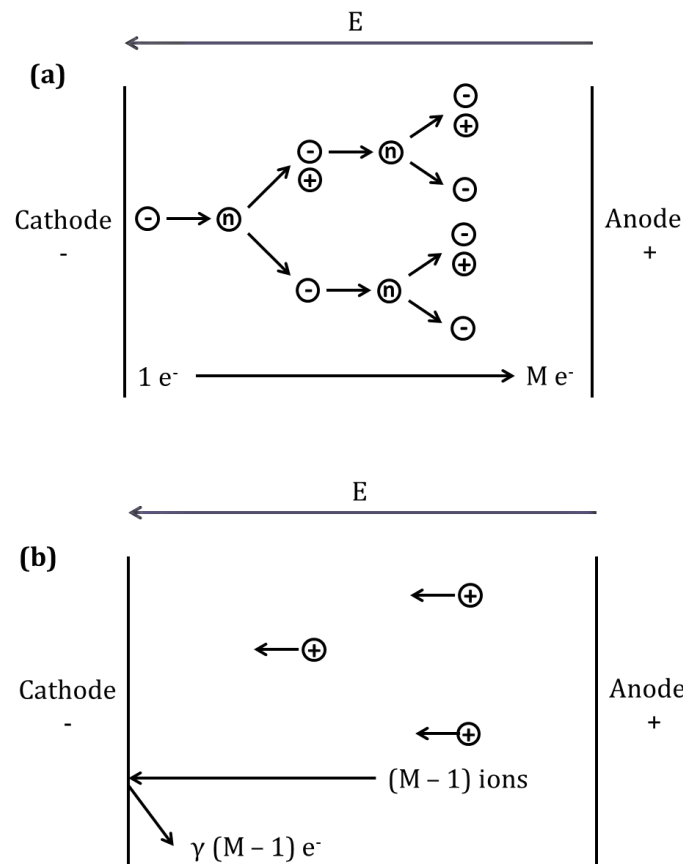 E
(a)
- +
- n - n
-
Cathode - n - Anode
- + +
- n -
1 e⁻ M e⁻
E
(b)
+
+
Cathode Anode
- + +
(M – 1) ions
γ (M – 1) e⁻